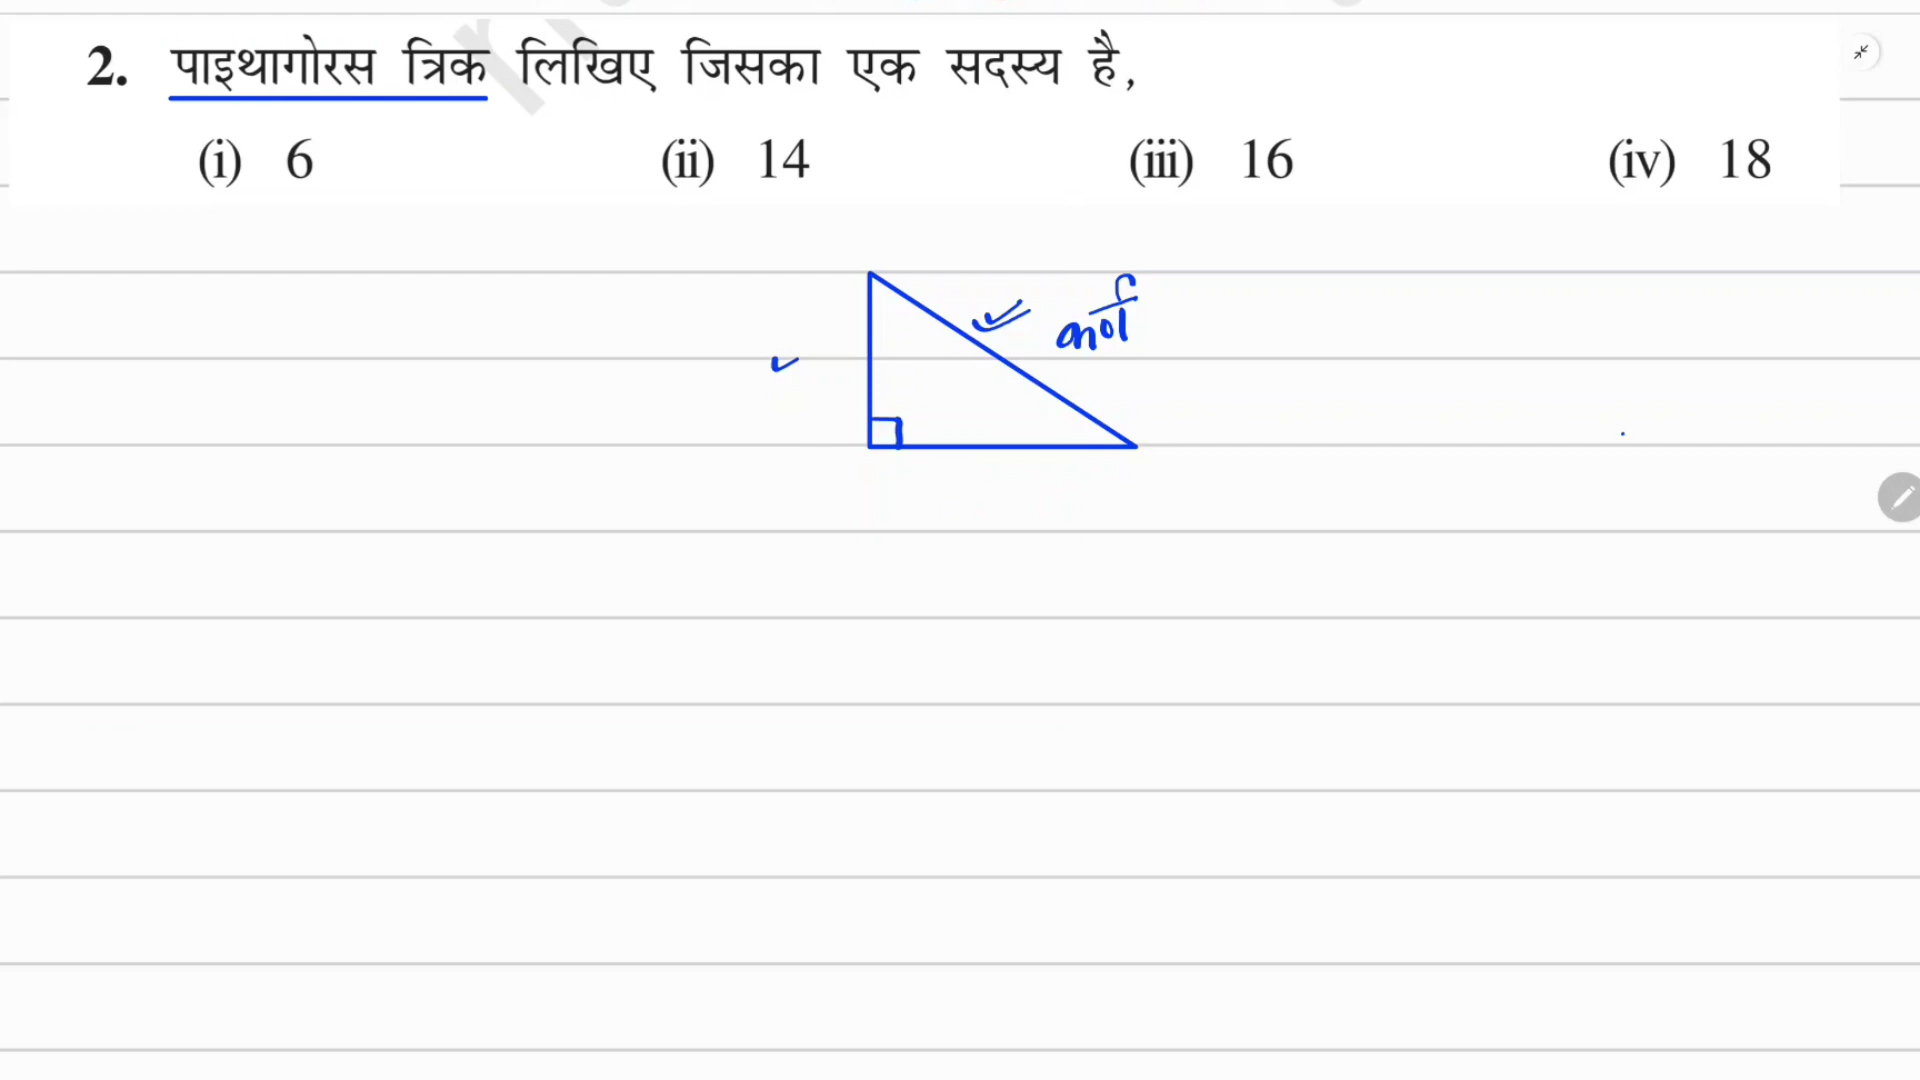 2. पाइथागोरस त्रिक लिखिए जिसका एक सदस्य है,
(i) 6 (ii) 14 (iii) 16 (iv) 18
कर्ण